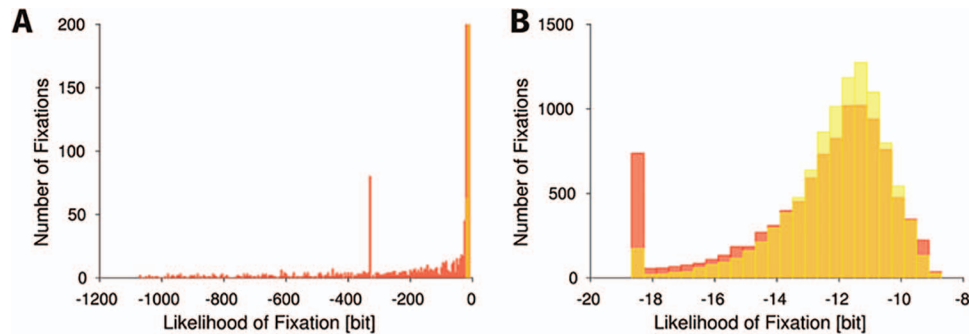 A
200
150
100
50
0
Number of Fixations
-1200 -1000 -800 -600 -400 -200 0
Likelihood of Fixation [bit]
B
1500
1000
500
0
Number of Fixations
-20 -18 -16 -14 -12 -10 -8
Likelihood of Fixation [bit]